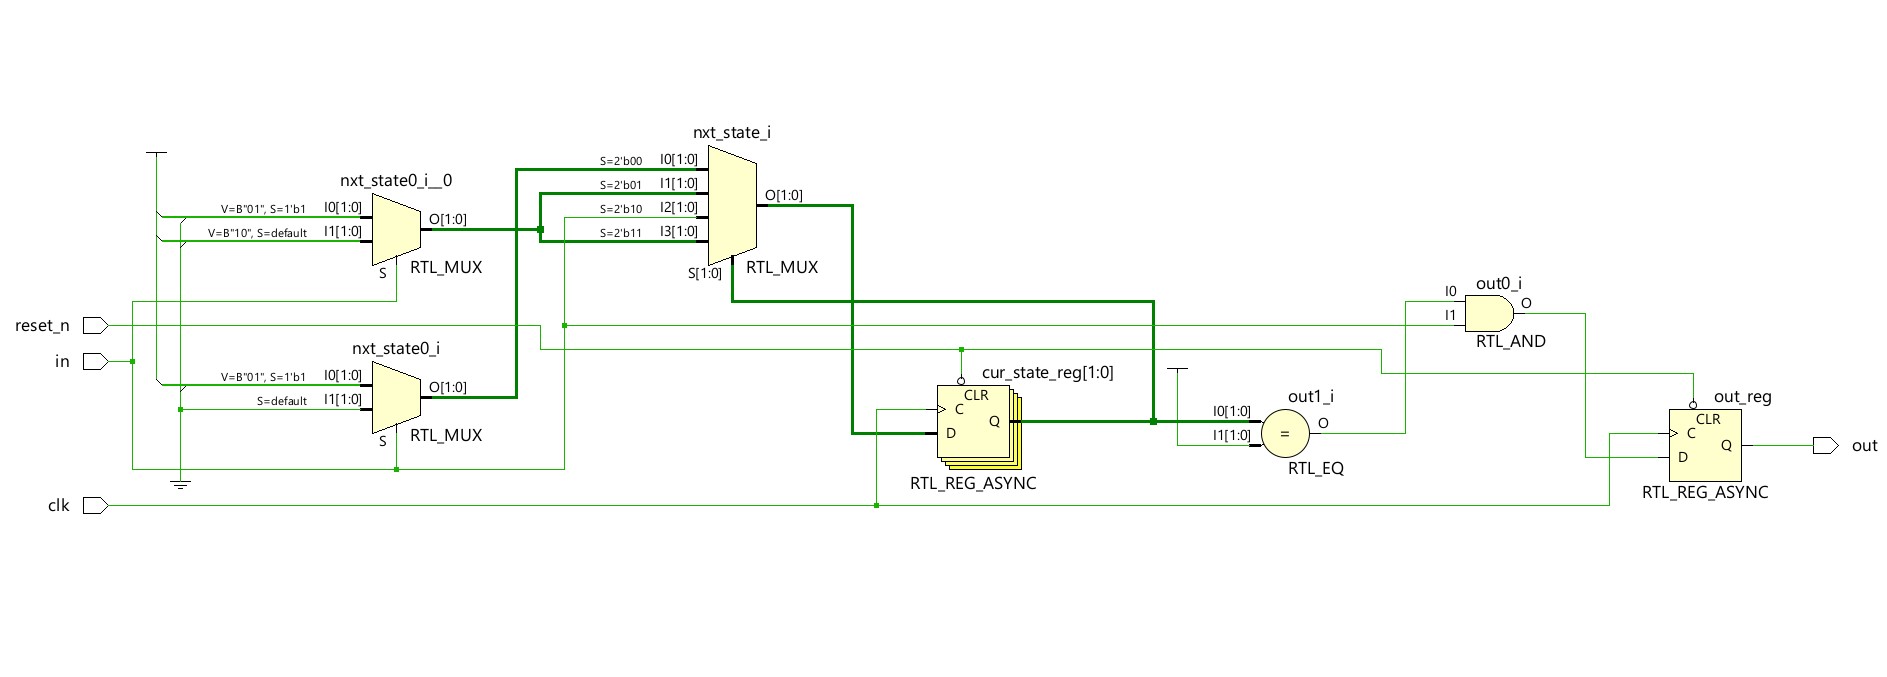 nxt_state_i
S=2'b00 I0[1:0]
S=2'b01 I1[1:0]
S=2'b10 I2[1:0]
S=2'b11 I3[1:0]
O[1:0]
S[1:0]
RTL_MUX
nxt_state0_i__0
V=B"01", S=1'b1 I0[1:0]
V=B"10", S=default I1[1:0]
O[1:0]
S
RTL_MUX
reset_n
in
clk
nxt_state0_i
V=B"01", S=1'b1 I0[1:0]
S=default I1[1:0]
O[1:0]
S
RTL_MUX
cur_state_reg[1:0]
CLR
C
D
Q
RTL_REG_ASYNC
out1_i
I0[1:0]
I1[1:0]
=
O
RTL_EQ
out0_i
I0
I1
O
RTL_AND
out_reg
CLR
C
D
Q
RTL_REG_ASYNC
out